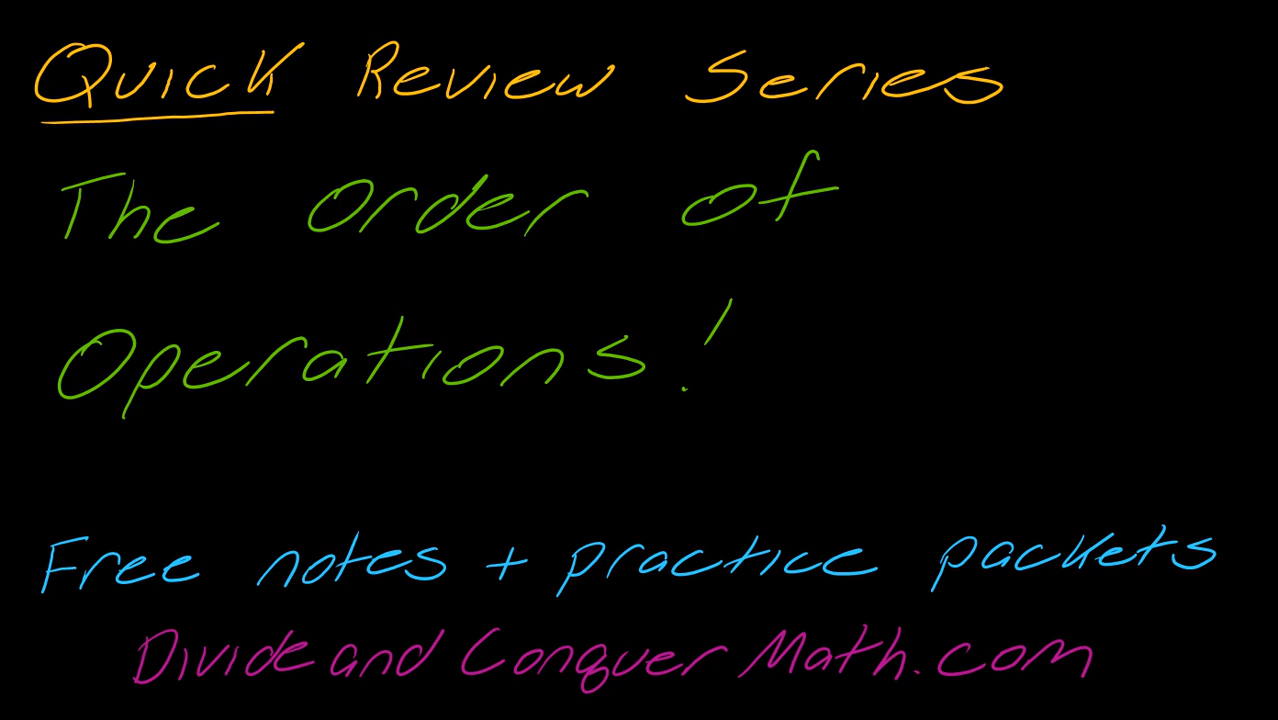 Quick Review Series
The Order of
Operations!
Free notes + practice packets
DivideandConquerMath.com